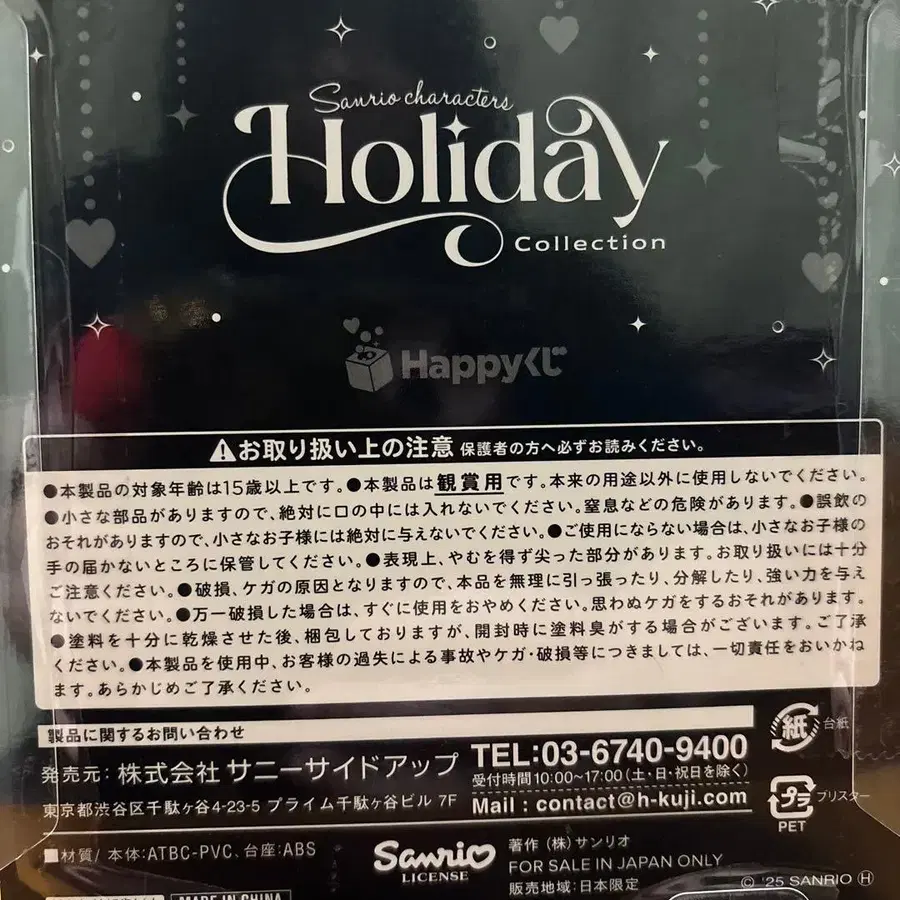 Sanrio characters
Holiday
Collection
Happyくじ
⚠お取り扱い上の注意 保護者の方へ必ずお読みください。
●本製品の対象年齢は15歳以上です。●本製品は観賞用です。本来の用途以外に使用しないでください。
●小さな部品がありますので、絶対に口の中には入れないでください。窒息などの危険があります。●誤飲の
おそれがありますので、小さなお子様には絶対に与えないでください。●ご使用にならない場合は、小さなお子様の
手の届かないところに保管してください。●表現上、やむを得ず尖った部分があります。お取り扱いには十分
ご注意ください。●破損、ケガの原因となりますので、本品を無理に引っ張ったり、分解したり、強い力を与え
ないでください。●万一破損した場合は、すぐに使用をおやめください。思わぬケガをするおそれがあります。
●塗料を十分に乾燥させた後、梱包しておりますが、開封時に塗料臭がする場合がございます。ご了承
ください。●本製品を使用中、お客様の過失による事故やケガ・破損等につきましては、一切責任をおいかね
ます。あらかじめご了承ください。
製品に関するお問い合わせ
発売元：株式会社 サニーサイドアップ
東京都渋谷区千駄ヶ谷4-23-5 プライム千駄ヶ谷ビル 7F
TEL:03-6740-9400
受付時間10:00~17:00（土・日・祝日を除く）
Mail : contact@h-kuji.com
紙 台紙
プラ ブリスター
PET
■材質/ 本体:ATBC-PVC、台座:ABS
Sanrio
LICENSE
著作（株）サンリオ
FOR SALE IN JAPAN ONLY
販売地域:日本限定
© '25 SANRIO Ⓗ
MADE IN CHINA